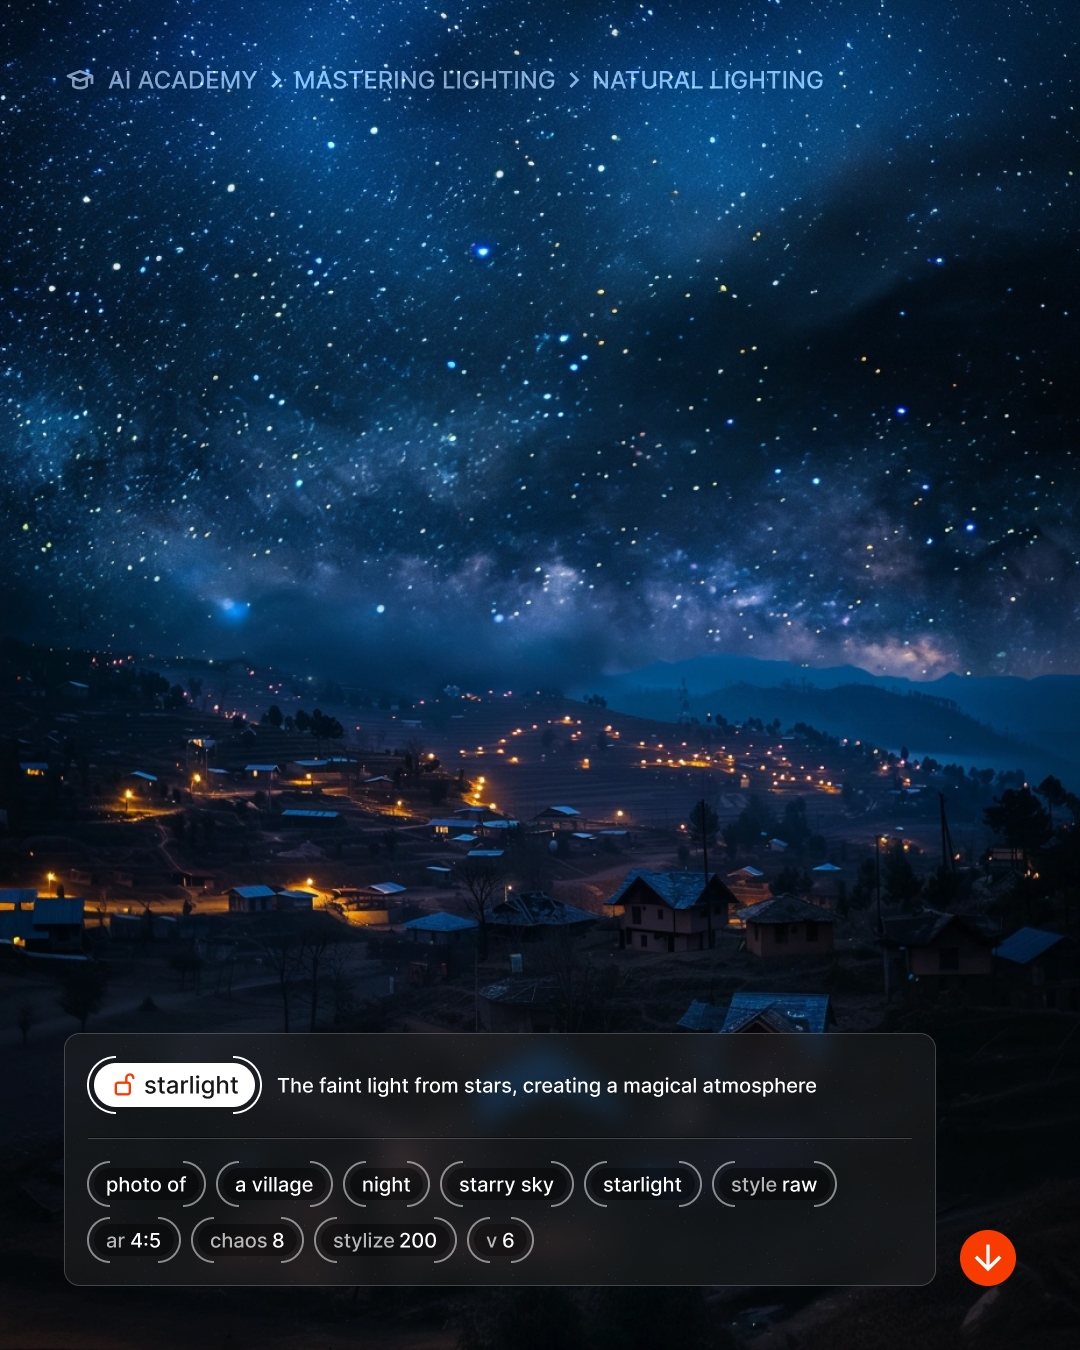 AI ACADEMY > MASTERING LIGHTING > NATURAL LIGHTING
starlight The faint light from stars, creating a magical atmosphere
photo of a village night starry sky starlight style raw
ar 4:5 chaos 8 stylize 200 v 6